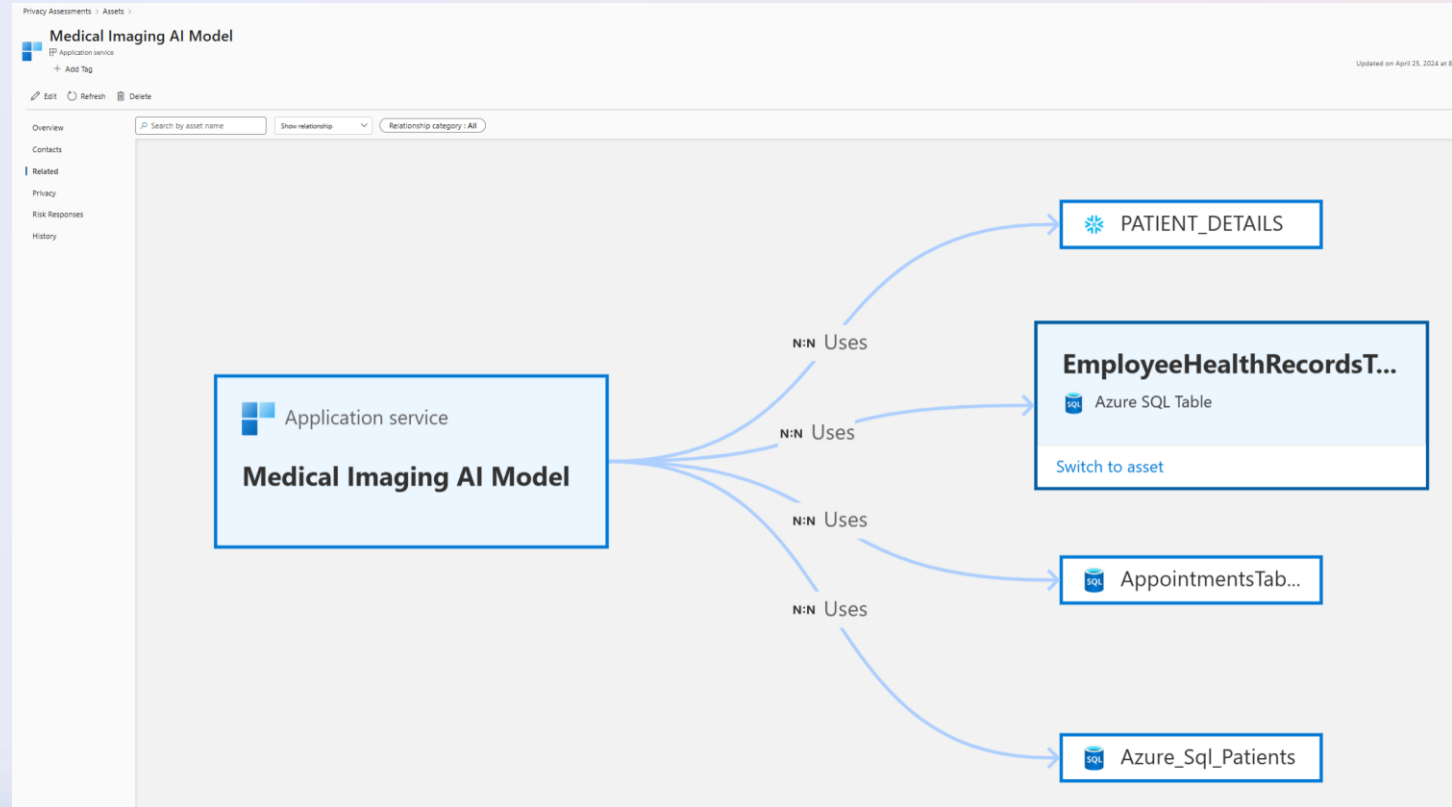 Privacy Assessments > Assets >
Medical Imaging AI Model
Application service
+ Add Tag
Updated on April 25, 2024 at 8
Edit Refresh Delete
Overview
Contacts
Related
Privacy
Risk Responses
History
Search by asset name
Show relationship
Relationship category : All
Application service
Medical Imaging AI Model
N:N Uses
N:N Uses
N:N Uses
N:N Uses
PATIENT_DETAILS
EmployeeHealthRecordsT...
SQL
Azure SQL Table
Switch to asset
SQL
AppointmentsTab...
SQL
Azure_Sql_Patients